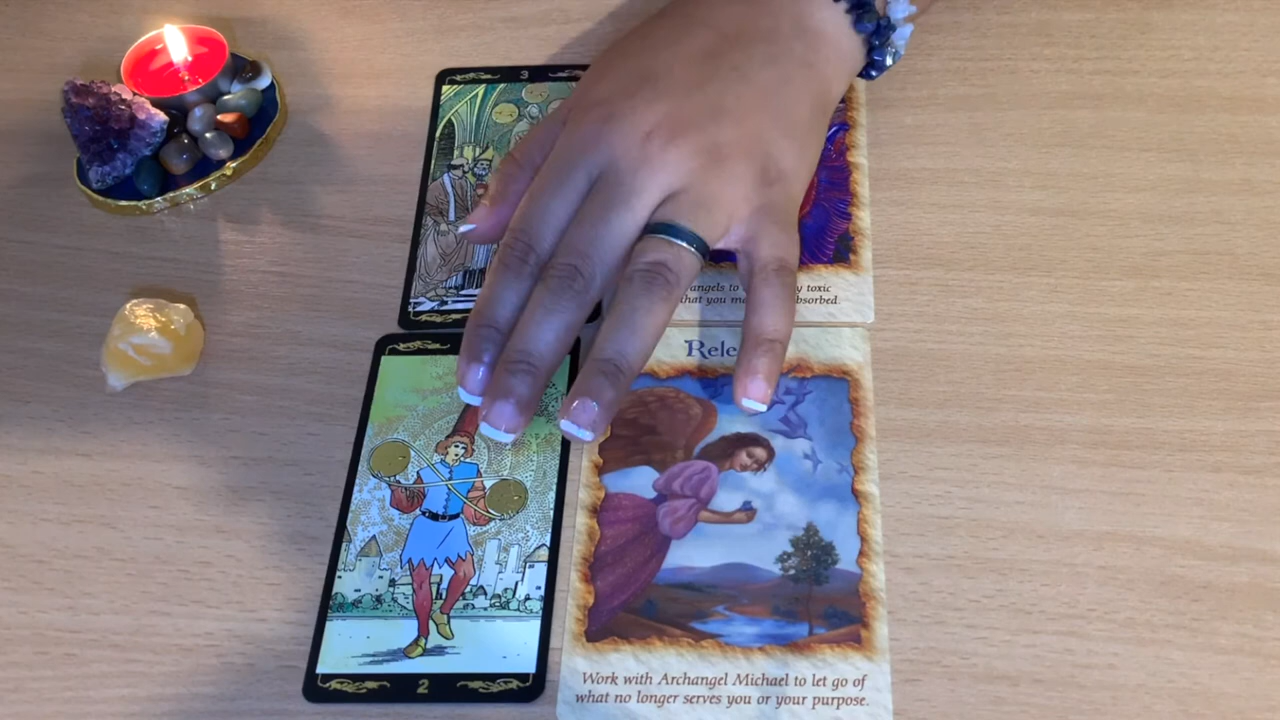 3
angels to
y toxic
that you
bsorbed.
Rele
2
Work with Archangel Michael to let go of
what no longer serves you or your purpose.